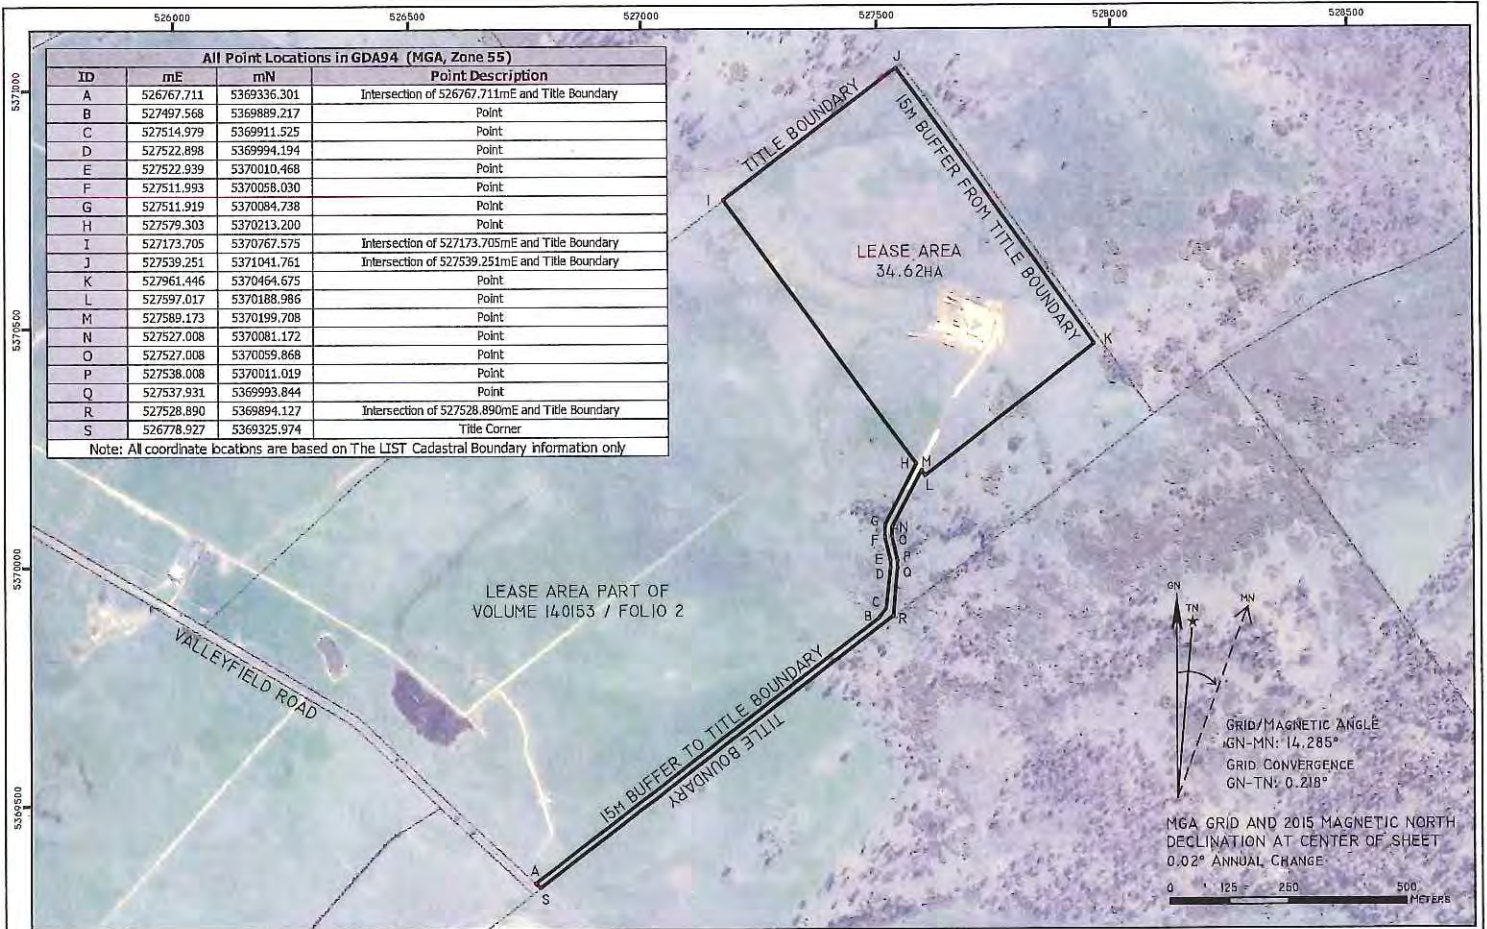 526000 526500 527000 527500 528000 528500
5371000
5370500
5370000
5369500
All Point Locations in GDA94 (MGA, Zone 55)
ID mE mN Point Description
A 526767.711 5369336.301 Intersection of 526767.711mE and Title Boundary
B 527497.568 5369889.217 Point
C 527514.979 5369911.525 Point
D 527522.898 5369994.194 Point
E 527522.939 5370010.468 Point
F 527511.993 5370058.030 Point
G 527511.919 5370084.738 Point
H 527579.303 5370213.200 Point
I 527173.705 5370767.575 Intersection of 527173.705mE and Title Boundary
J 527539.251 5371041.761 Intersection of 527539.251mE and Title Boundary
K 527961.446 5370464.675 Point
L 527597.017 5370188.986 Point
M 527589.173 5370199.708 Point
N 527527.008 5370081.172 Point
O 527527.008 5370059.868 Point
P 527538.008 5370011.019 Point
Q 527537.931 5369993.844 Point
R 527528.890 5369894.127 Intersection of 527528.890mE and Title Boundary
S 526778.927 5369325.974 Title Corner
Note: All coordinate locations are based on The LIST Cadastral Boundary information only
J
TITLE BOUNDARY
15M BUFFER FROM TITLE BOUNDARY
I
LEASE AREA
34.62HA
K
H M
L
G N
F O
E P
D Q
C
B R
LEASE AREA PART OF
VOLUME 140153 / FOLIO 2
VALLEYFIELD ROAD
15M BUFFER TO TITLE BOUNDARY
TITLE BOUNDARY
A
S
GN
TN
MN
GRID/MAGNETIC ANGLE
GN-MN: 14.285°
GRID CONVERGENCE
GN-TN: 0.218°
MGA GRID AND 2015 MAGNETIC NORTH
DECLINATION AT CENTER OF SHEET
0.02° ANNUAL CHANGE
0 125 250 500
METERS